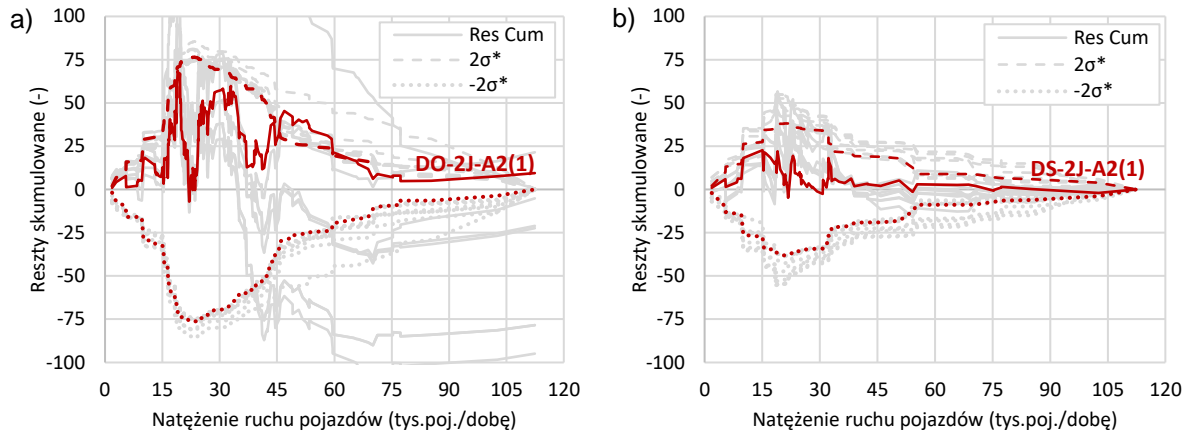 a)
100
75
50
25
0
-25
-50
-75
-100
Reszty skumulowane (-)
Res Cum
2σ*
-2σ*
DO-2J-A2(1)
0 15 30 45 60 75 90 105 120
Natężenie ruchu pojazdów (tys.poj./dobę)
b)
100
75
50
25
0
-25
-50
-75
-100
Reszty skumulowane (-)
Res Cum
2σ*
-2σ*
DS-2J-A2(1)
0 15 30 45 60 75 90 105 120
Natężenie ruchu pojazdów (tys.poj./dobę)